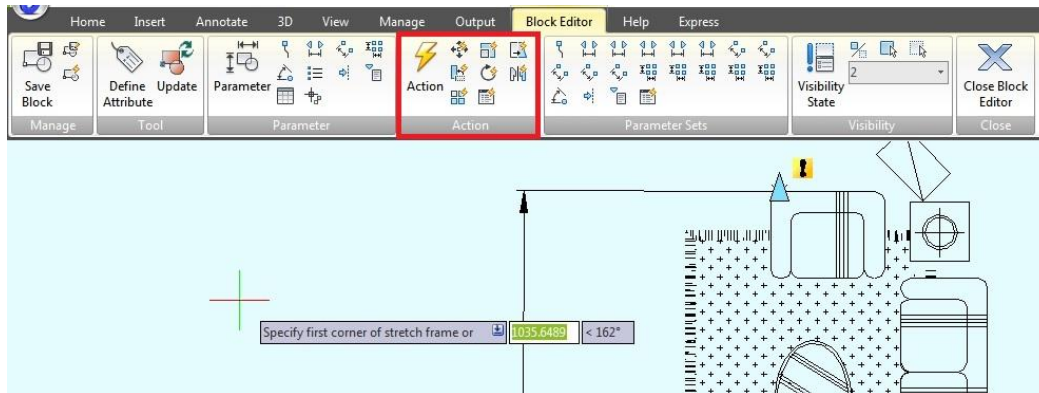 Home Insert Annotate 3D View Manage Output Block Editor Help Express
Save Block
Define Attribute
Update
Parameter
Action
2
Visibility State
Close Block Editor
Manage Tool Parameter Action Parameter Sets Visibility Close
Specify first corner of stretch frame or 1035.6489 < 162°